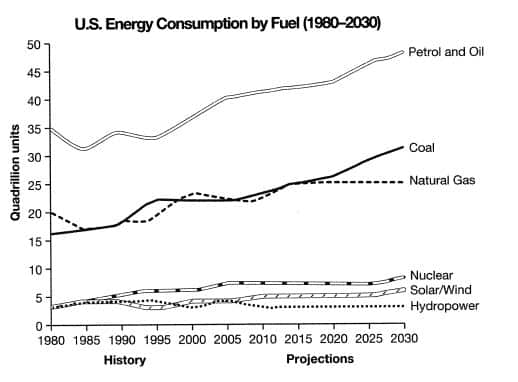 U.S. Energy Consumption by Fuel (1980–2030)
Quadrillion units
50
45
40
35
30
25
20
15
10
5
0
Petrol and Oil
Coal
Natural Gas
Nuclear
Solar/Wind
Hydropower
1980 1985 1990 1995 2000 2005 2010 2015 2020 2025 2030
History Projections